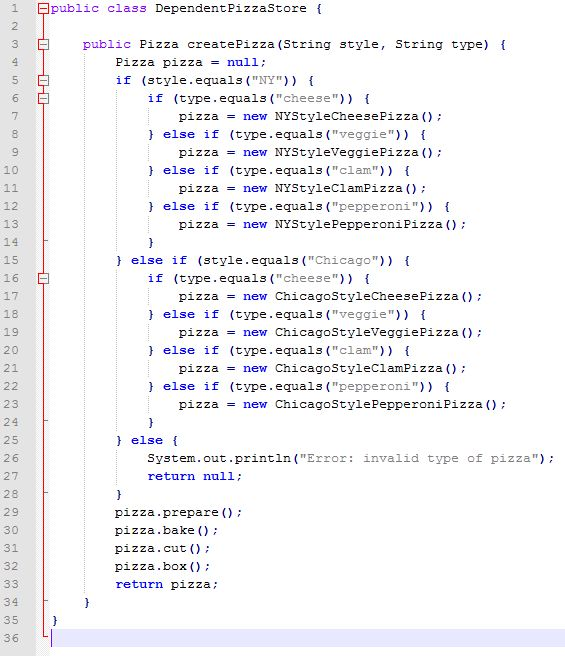 1 public class DependentPizzaStore {
2
3 public Pizza createPizza(String style, String type) {
4 Pizza pizza = null;
5 if (style.equals("NY")) {
6 if (type.equals("cheese")) {
7 pizza = new NYStyleCheesePizza();
8 } else if (type.equals("veggie")) {
9 pizza = new NYStyleVeggiePizza();
10 } else if (type.equals("clam")) {
11 pizza = new NYStyleClamPizza();
12 } else if (type.equals("pepperoni")) {
13 pizza = new NYStylePepperoniPizza();
14 }
15 } else if (style.equals("Chicago")) {
16 if (type.equals("cheese")) {
17 pizza = new ChicagoStyleCheesePizza();
18 } else if (type.equals("veggie")) {
19 pizza = new ChicagoStyleVeggiePizza();
20 } else if (type.equals("clam")) {
21 pizza = new ChicagoStyleClamPizza();
22 } else if (type.equals("pepperoni")) {
23 pizza = new ChicagoStylePepperoniPizza();
24 }
25 } else {
26 System.out.println("Error: invalid type of pizza");
27 return null;
28 }
29 pizza.prepare();
30 pizza.bake();
31 pizza.cut();
32 pizza.box();
33 return pizza;
34 }
35 }
36